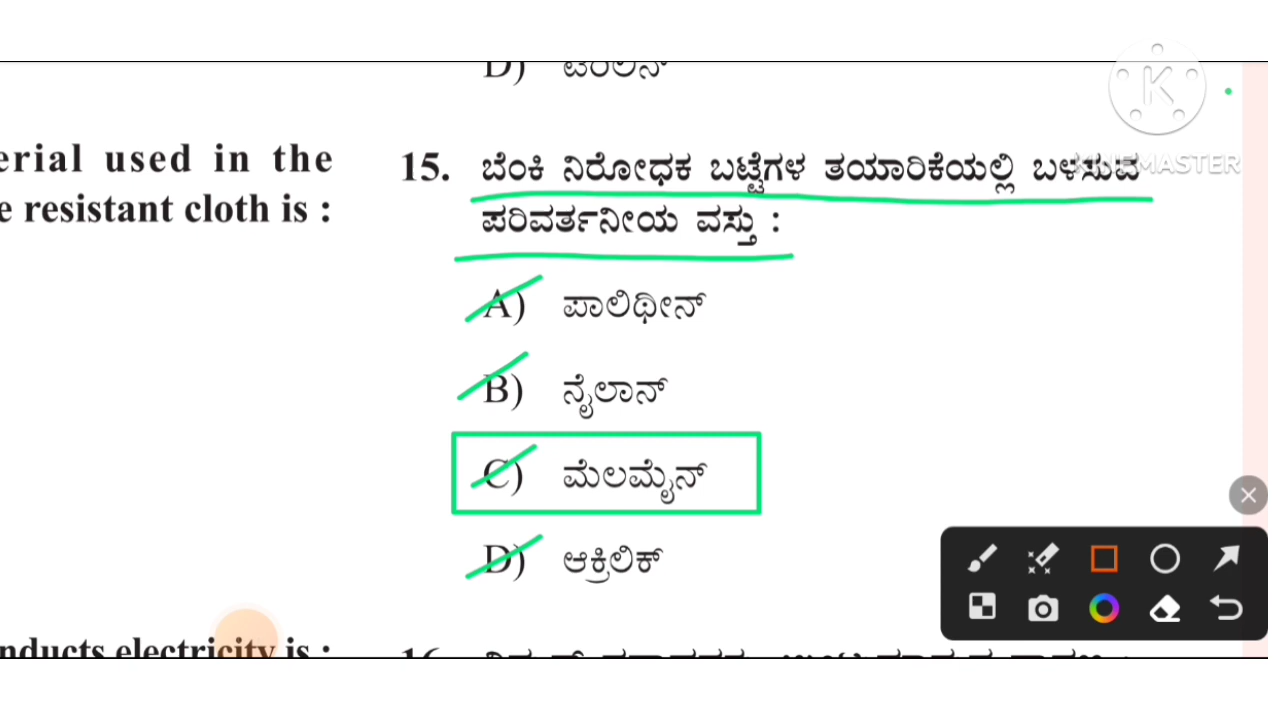 D) ಟೆರಿಲಿನ್
KINEMASTER
erial used in the
e resistant cloth is :
15. ಬೆಂಕಿ ನಿರೋಧಕ ಬಟ್ಟೆಗಳ ತಯಾರಿಕೆಯಲ್ಲಿ ಬಳಸುವ
ಪರಿವರ್ತನೀಯ ವಸ್ತು :
A) ಪಾಲಿಥೀನ್
B) ನೈಲಾನ್
C) ಮೆಲಮೈನ್
D) ಆಕ್ರಿಲಿಕ್
nducts electricity is :